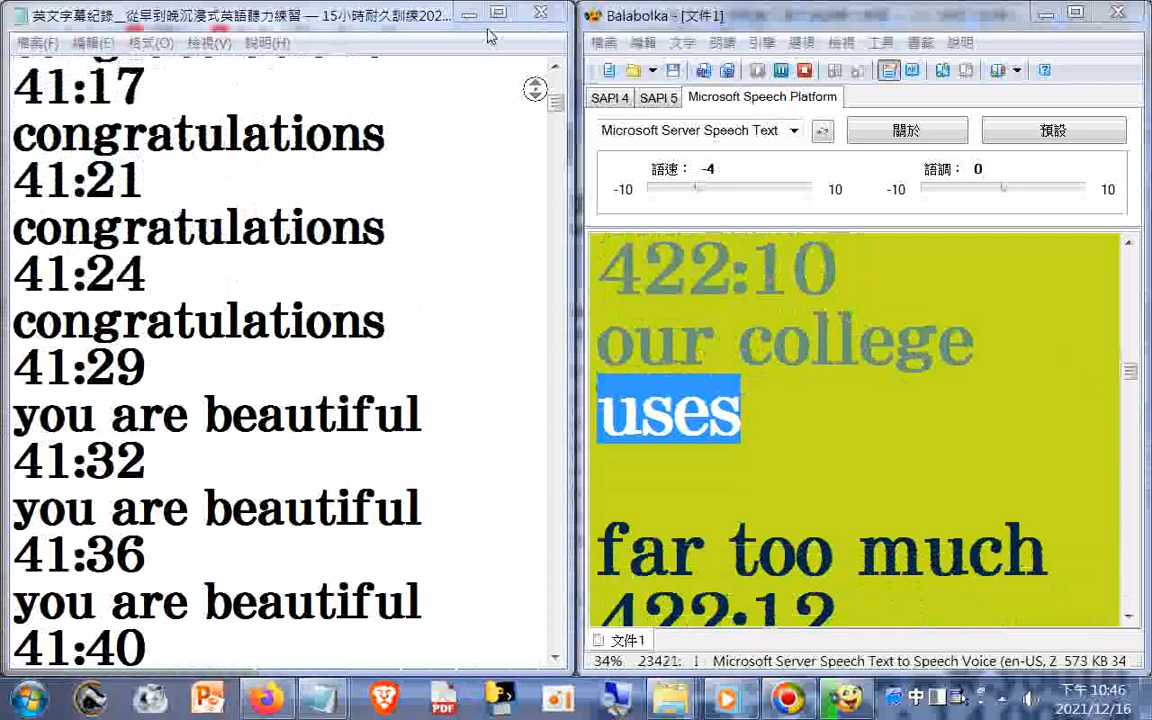 英文字幕紀錄__從早到晚沉浸式英語聽力練習 — 15小時耐久訓練202...
檔案(F) 編輯(E) 格式(O) 檢視(V) 說明(H)
41:17
congratulations
41:21
congratulations
41:24
congratulations
41:29
you are beautiful
41:32
you are beautiful
41:36
you are beautiful
41:40
Balabolka - [文件1]
檔案 編輯 文字 朗讀 引擎 選項 檢視 工具 書籤 說明
SAPI 4 SAPI 5 Microsoft Speech Platform
Microsoft Server Speech Text 關於 預設
語速： -4 語調： 0
-10 10 -10 10
422:10
our college
uses
far too much
422:12
文件1
34% 23421: 1 Microsoft Server Speech Text to Speech Voice (en-US, Z 573 KB 34
中
下午 10:46
2021/12/16